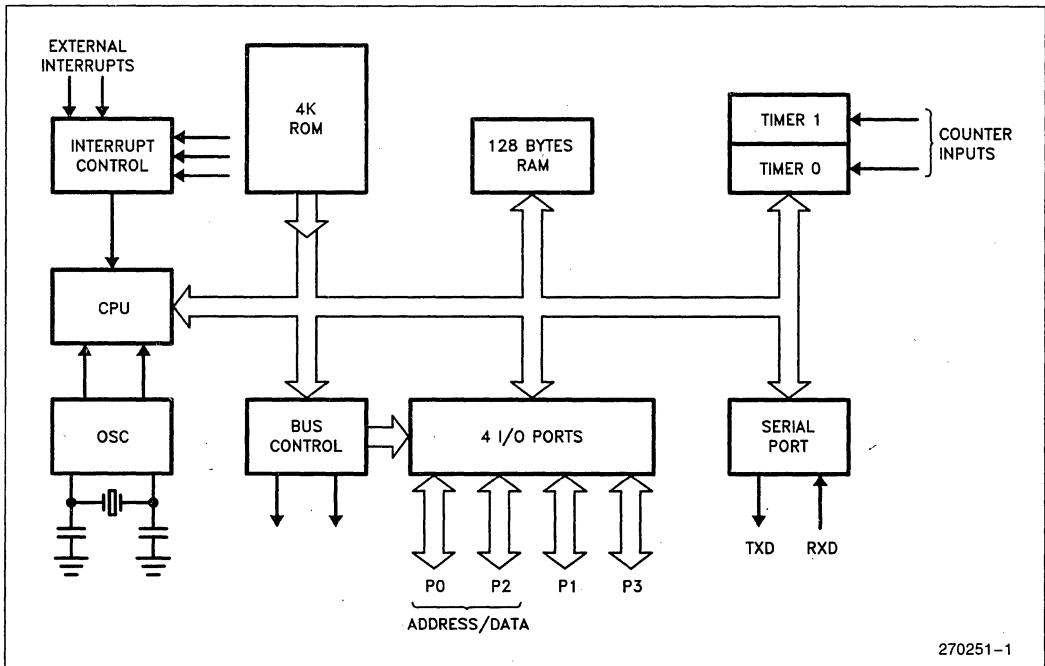 EXTERNAL
INTERRUPTS
INTERRUPT
CONTROL
4K
ROM
128 BYTES
RAM
TIMER 1
TIMER 0
COUNTER
INPUTS
CPU
OSC
BUS
CONTROL
4 I/O PORTS
SERIAL
PORT
TXD
RXD
P0
P2
P1
P3
ADDRESS/DATA
270251-1